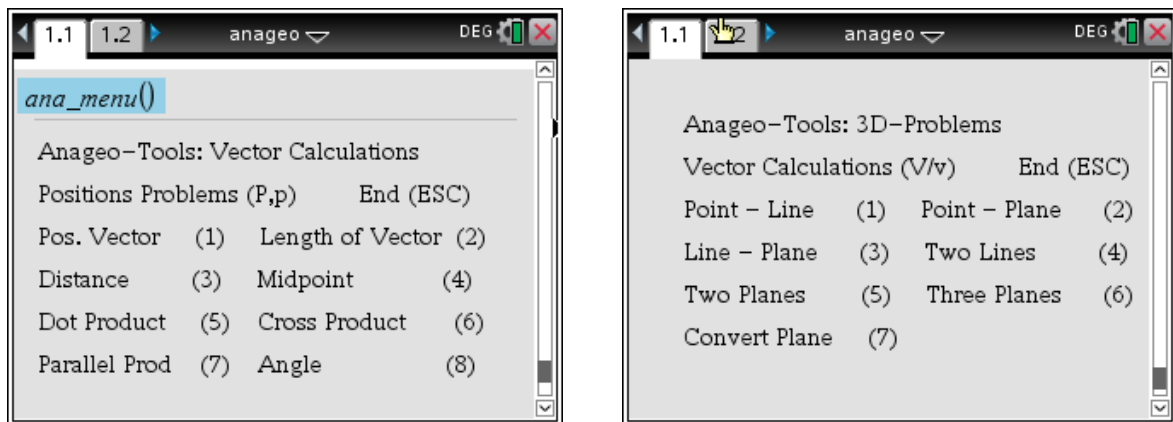 1.1 1.2 anageo DEG
ana_menu()
Anageo-Tools: Vector Calculations
Positions Problems (P,p) End (ESC)
Pos. Vector (1) Length of Vector (2)
Distance (3) Midpoint (4)
Dot Product (5) Cross Product (6)
Parallel Prod (7) Angle (8)
1.1 2 anageo DEG
Anageo-Tools: 3D-Problems
Vector Calculations (V/v) End (ESC)
Point - Line (1) Point - Plane (2)
Line - Plane (3) Two Lines (4)
Two Planes (5) Three Planes (6)
Convert Plane (7)